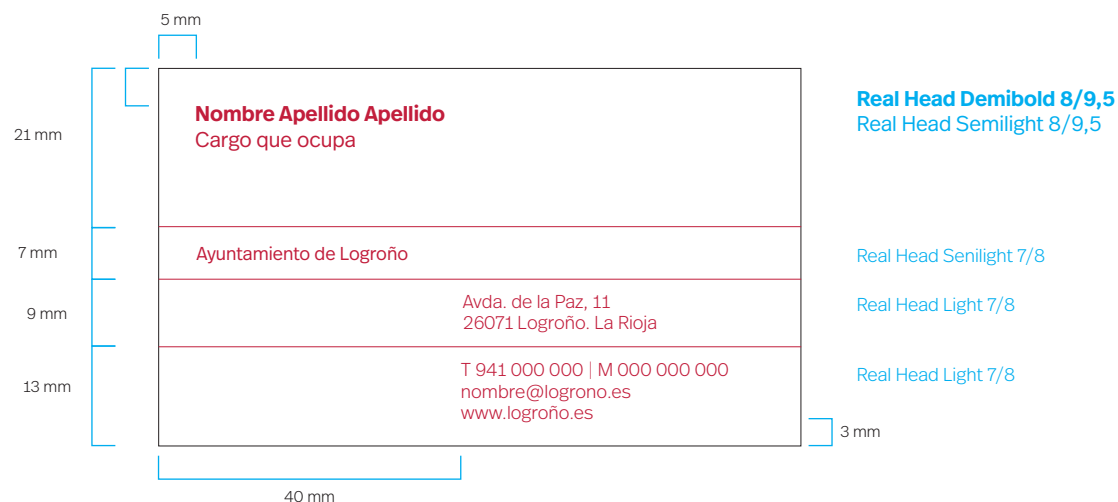 5 mm
21 mm
Nombre Apellido Apellido
Cargo que ocupa
Real Head Demibold 8/9,5
Real Head Semilight 8/9,5
7 mm
Ayuntamiento de Logroño
Real Head Senilight 7/8
9 mm
Avda. de la Paz, 11
26071 Logroño. La Rioja
Real Head Light 7/8
13 mm
T 941 000 000 | M 000 000 000
nombre@logrono.es
www.logroño.es
Real Head Light 7/8
3 mm
40 mm